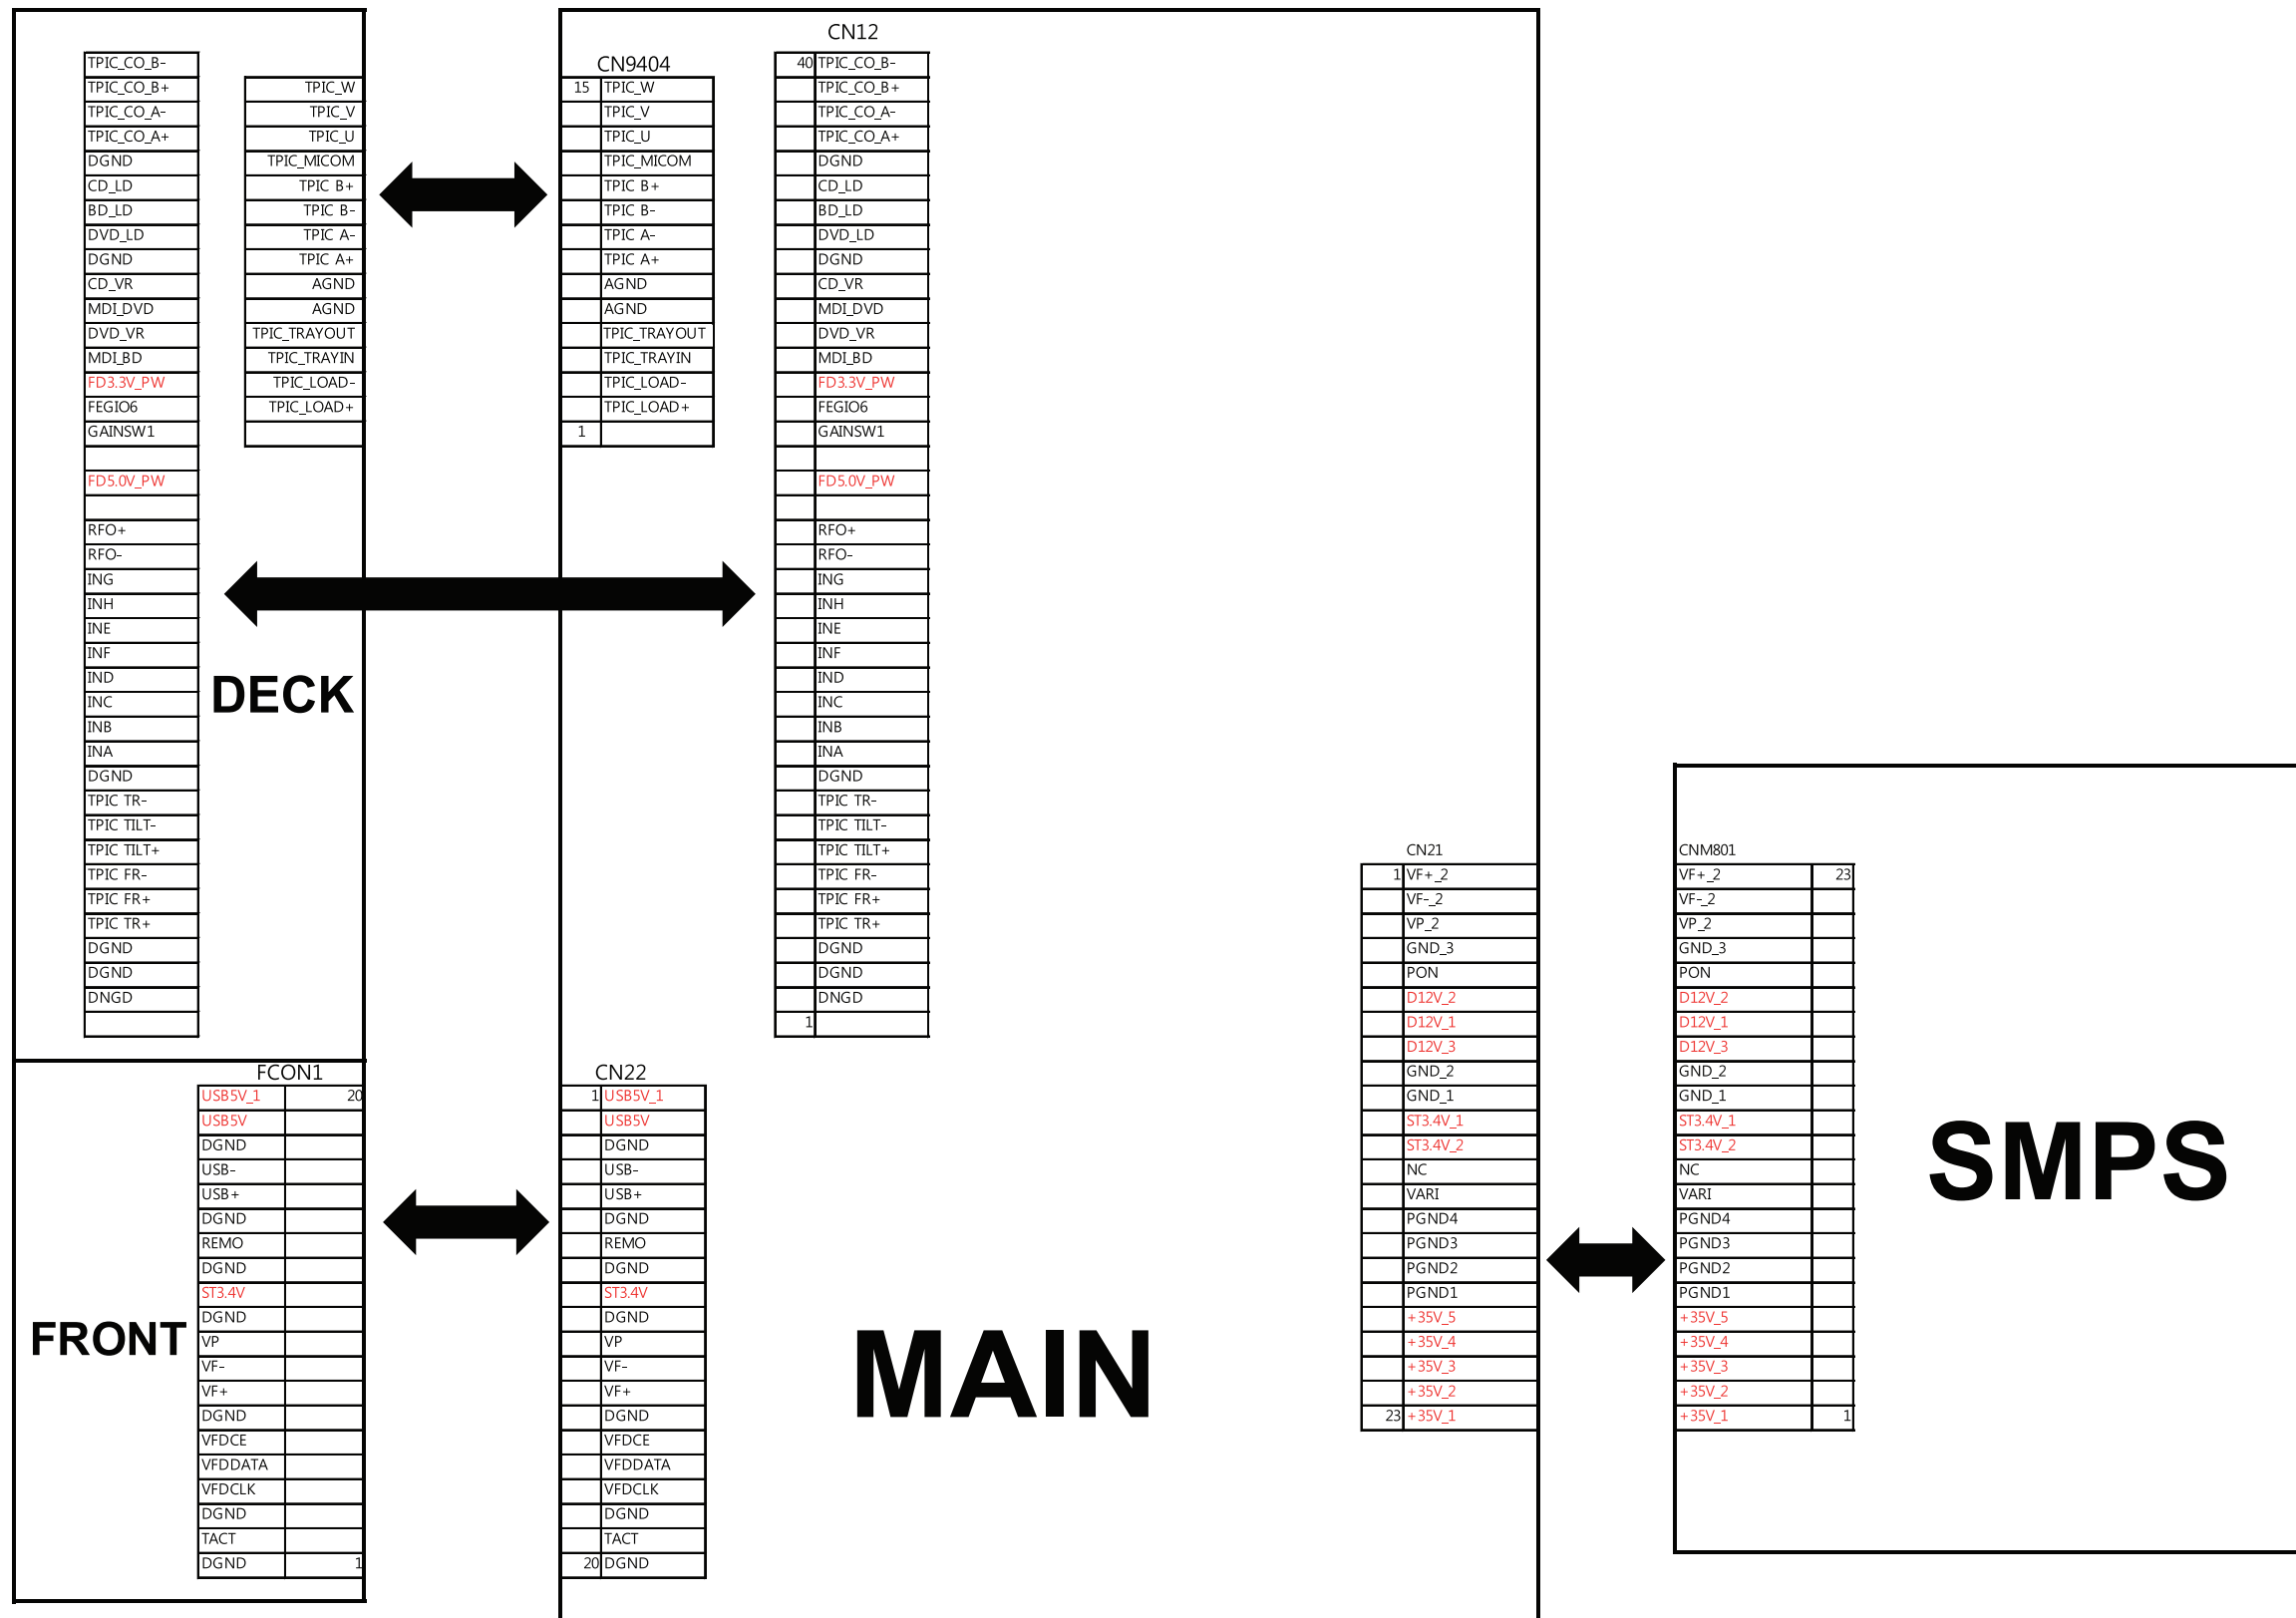 TPIC_CO_B-
TPIC_CO_B+
TPIC_CO_A-
TPIC_CO_A+
DGND
CD_LD
BD_LD
DVD_LD
DGND
CD_VR
MDI_DVD
DVD_VR
MDI_BD
FD3.3V_PW
FEGIO6
GAINSW1
FD5.0V_PW
RFO+
RFO-
ING
INH
INE
INF
IND
INC
INB
INA
DGND
TPIC TR-
TPIC TILT-
TPIC TILT+
TPIC FR-
TPIC FR+
TPIC TR+
DGND
DGND
DNGD
TPIC_W
TPIC_V
TPIC_U
TPIC_MICOM
TPIC B+
TPIC B-
TPIC A-
TPIC A+
AGND
AGND
TPIC_TRAYOUT
TPIC_TRAYIN
TPIC_LOAD-
TPIC_LOAD+
DECK
CN9404
15 TPIC_W
TPIC_V
TPIC_U
TPIC_MICOM
TPIC B+
TPIC B-
TPIC A-
TPIC A+
AGND
AGND
TPIC_TRAYOUT
TPIC_TRAYIN
TPIC_LOAD-
TPIC_LOAD+
1
CN12
40 TPIC_CO_B-
TPIC_CO_B+
TPIC_CO_A-
TPIC_CO_A+
DGND
CD_LD
BD_LD
DVD_LD
DGND
CD_VR
MDI_DVD
DVD_VR
MDI_BD
FD3.3V_PW
FEGIO6
GAINSW1
FD5.0V_PW
RFO+
RFO-
ING
INH
INE
INF
IND
INC
INB
INA
DGND
TPIC TR-
TPIC TILT-
TPIC TILT+
TPIC FR-
TPIC FR+
TPIC TR+
DGND
DGND
DNGD
1
FCON1
USB5V_1 20
USB5V
DGND
USB-
USB+
DGND
REMO
DGND
ST3.4V
DGND
VP
VF-
VF+
DGND
VFDCE
VFDDATA
VFDCLK
DGND
TACT
DGND 1
FRONT
CN22
1 USB5V_1
USB5V
DGND
USB-
USB+
DGND
REMO
DGND
ST3.4V
DGND
VP
VF-
VF+
DGND
VFDCE
VFDDATA
VFDCLK
DGND
TACT
20 DGND
MAIN
CN21
1 VF+_2
VF-_2
VP_2
GND_3
PON
D12V_2
D12V_1
D12V_3
GND_2
GND_1
ST3.4V_1
ST3.4V_2
NC
VARI
PGND4
PGND3
PGND2
PGND1
+35V_5
+35V_4
+35V_3
+35V_2
23 +35V_1
CNM801
VF+_2 23
VF-_2
VP_2
GND_3
PON
D12V_2
D12V_1
D12V_3
GND_2
GND_1
ST3.4V_1
ST3.4V_2
NC
VARI
PGND4
PGND3
PGND2
PGND1
+35V_5
+35V_4
+35V_3
+35V_2
+35V_1 1
SMPS